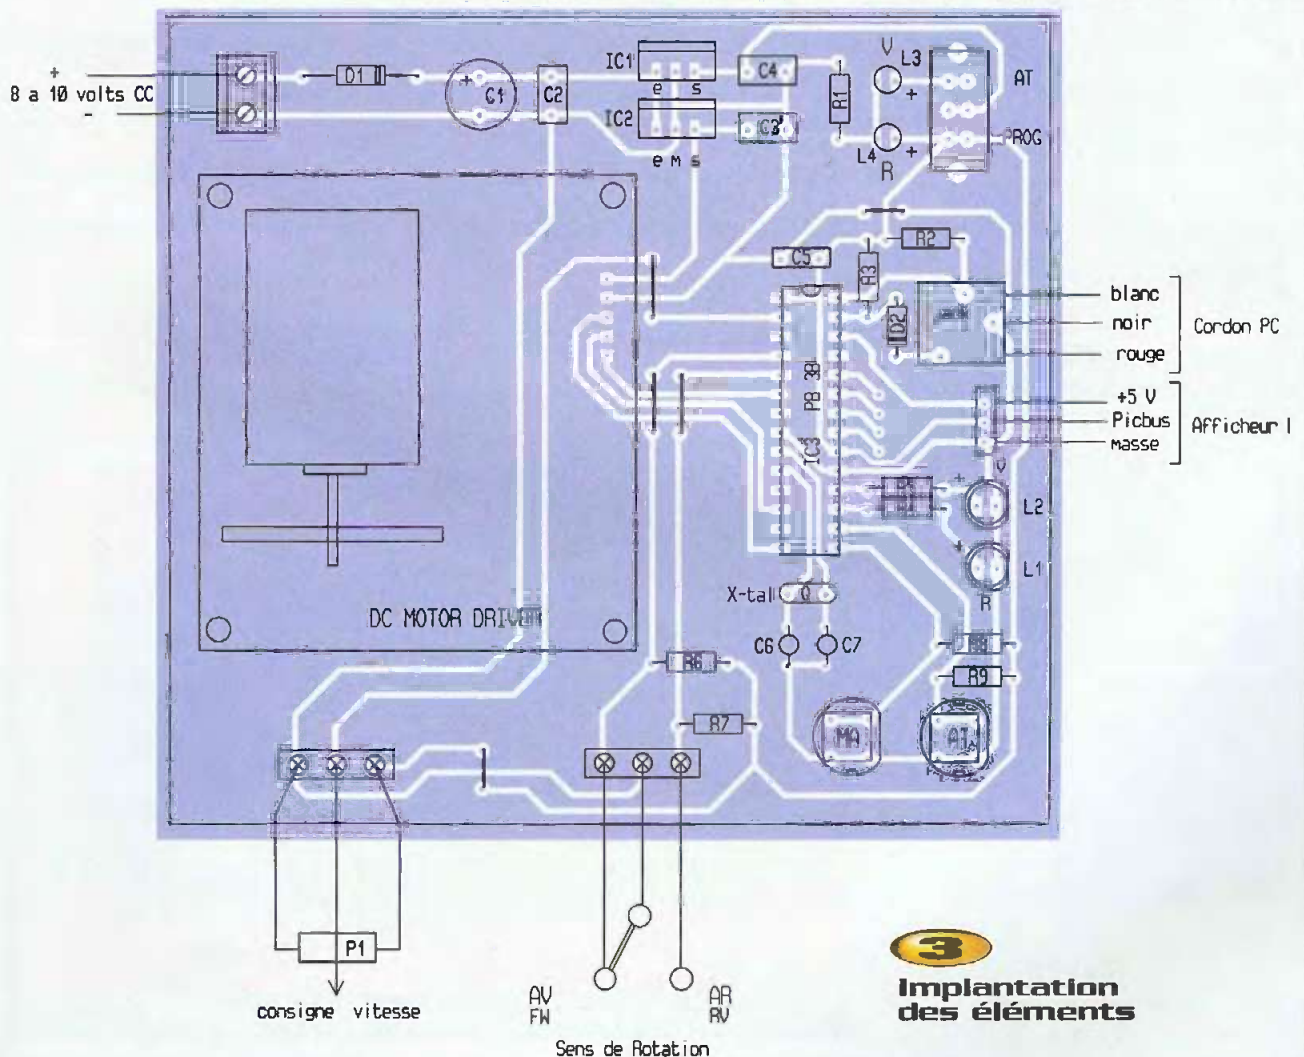 +
8 a 10 volts CC
-
D1
C1
+
C2
IC1
e s
IC2
e M s
C4
C3
R1
V
L3
+
L4
+
R
AT
PROG
R2
C5
R3
D2
blanc
noir
rouge
Cordon PC
+5 V
Picbus
masse
Afficheur
PB 3B
IC3
V
+
L2
+
L1
R
X-tal
Q
C6
C7
R8
R9
DC MOTOR DRIVER
R6
R7
MA
P1
consigne vitesse
AV
FW
AR
RV
Sens de Rotation
3
Implantation
des éléments